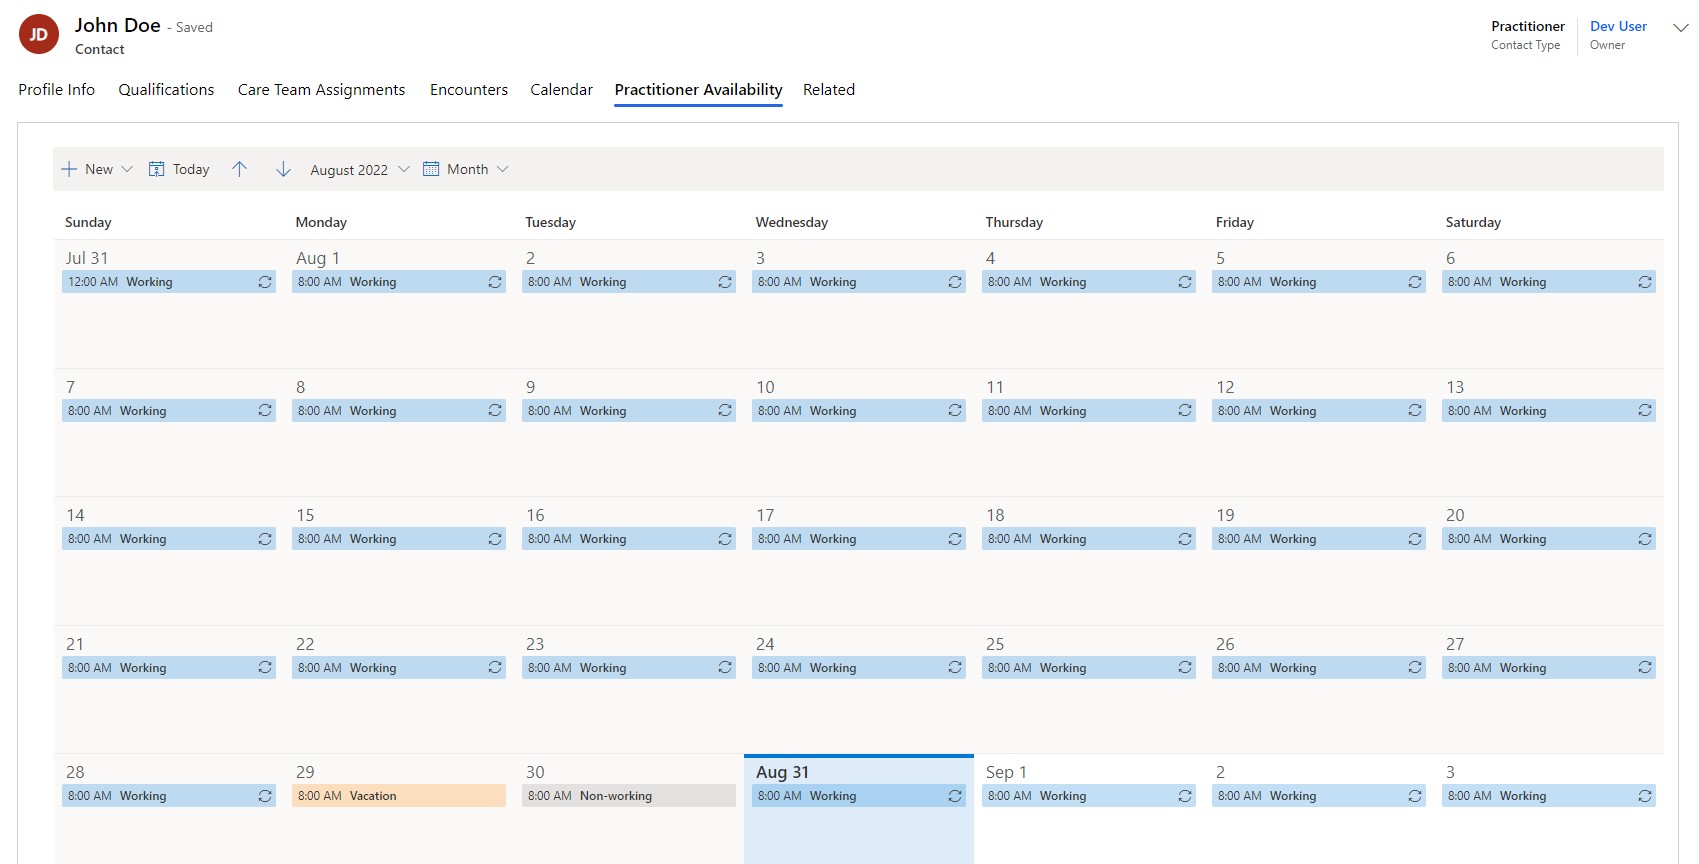 JD
John Doe - Saved
Contact
Practitioner
Contact Type
Dev User
Owner
Profile Info Qualifications Care Team Assignments Encounters Calendar Practitioner Availability Related
New Today August 2022 Month
Sunday Monday Tuesday Wednesday Thursday Friday Saturday
Jul 31 Aug 1 2 3 4 5 6
12:00 AM Working 8:00 AM Working 8:00 AM Working 8:00 AM Working 8:00 AM Working 8:00 AM Working 8:00 AM Working
7 8 9 10 11 12 13
8:00 AM Working 8:00 AM Working 8:00 AM Working 8:00 AM Working 8:00 AM Working 8:00 AM Working 8:00 AM Working
14 15 16 17 18 19 20
8:00 AM Working 8:00 AM Working 8:00 AM Working 8:00 AM Working 8:00 AM Working 8:00 AM Working 8:00 AM Working
21 22 23 24 25 26 27
8:00 AM Working 8:00 AM Working 8:00 AM Working 8:00 AM Working 8:00 AM Working 8:00 AM Working 8:00 AM Working
28 29 30 Aug 31 Sep 1 2 3
8:00 AM Working 8:00 AM Vacation 8:00 AM Non-working 8:00 AM Working 8:00 AM Working 8:00 AM Working 8:00 AM Working